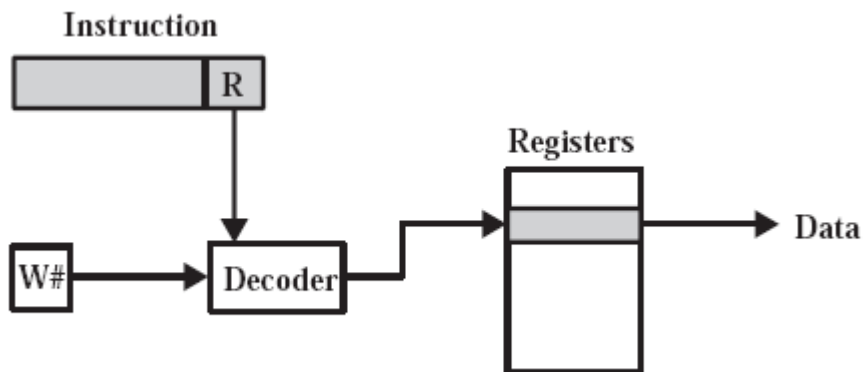 Instruction
R
Registers
Data
W#
Decoder